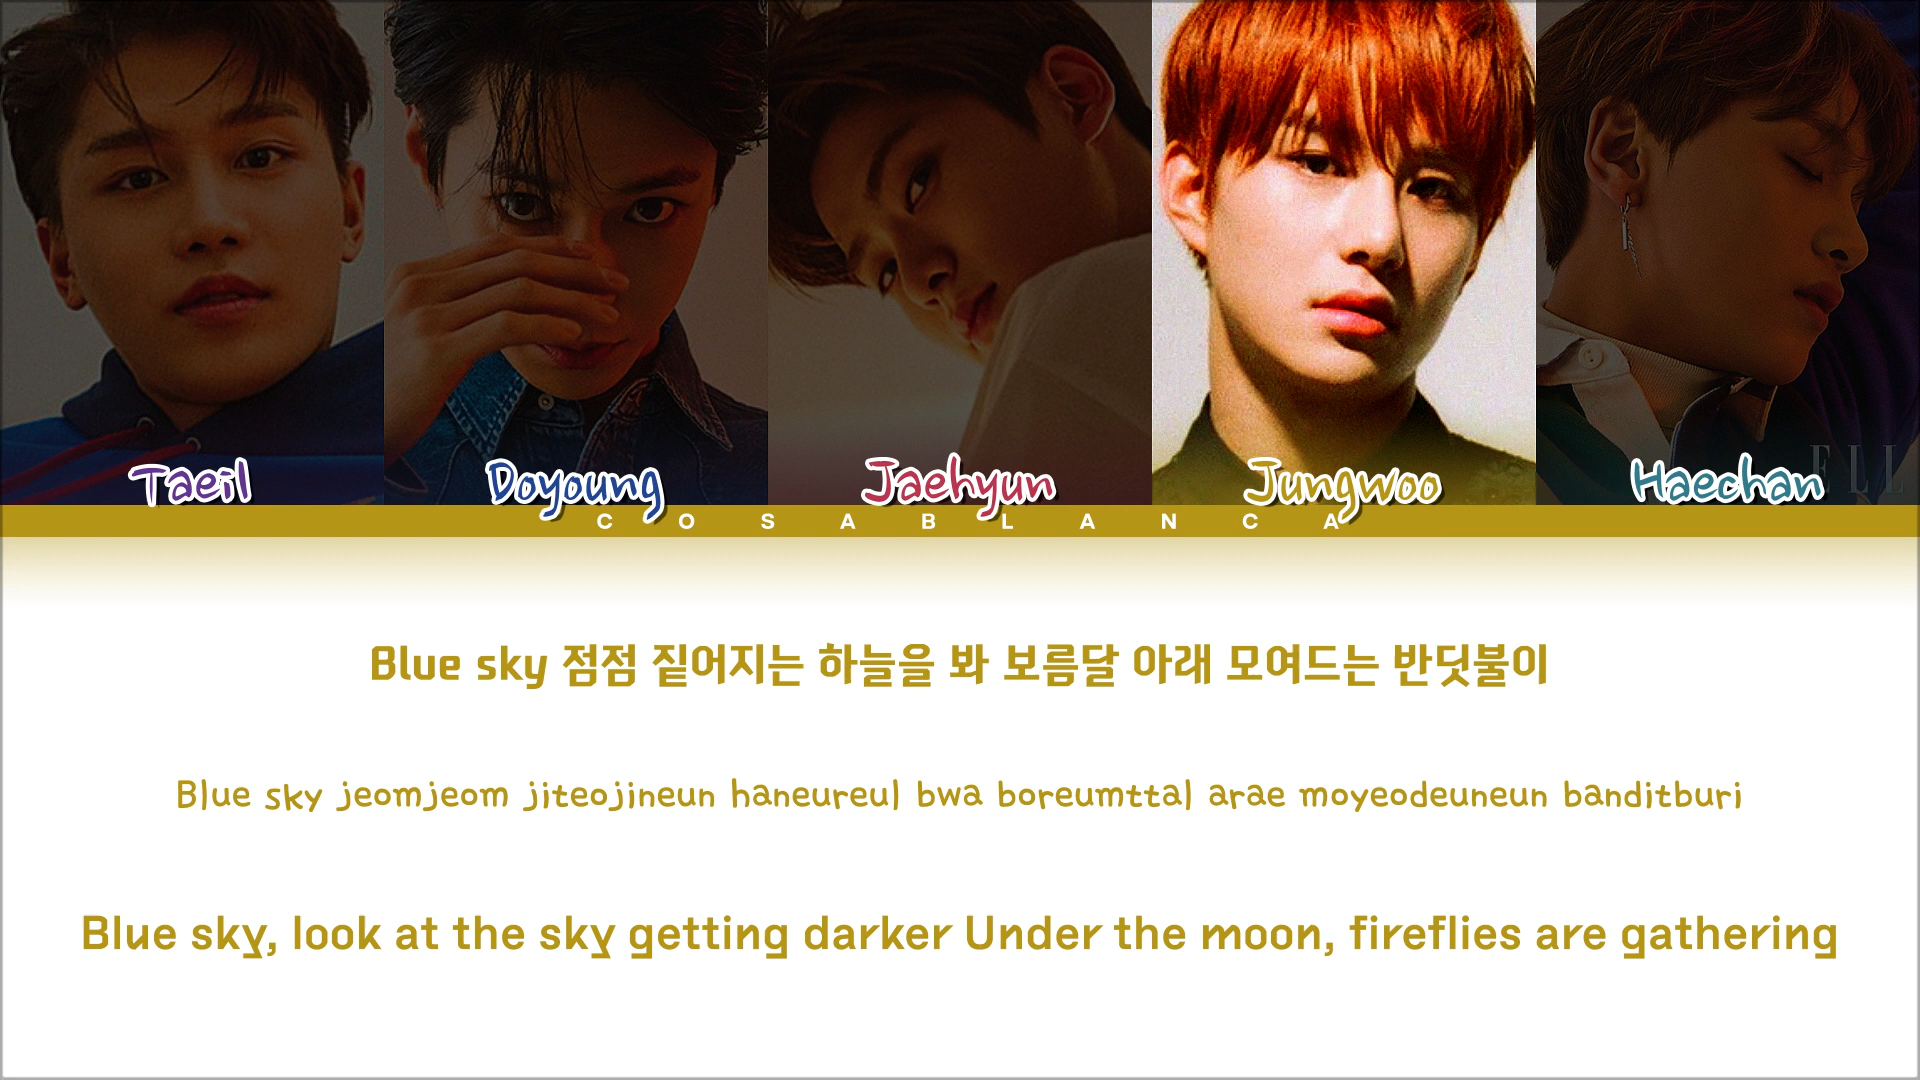 ELL
Taeil
Doyoung
Jaehyun
Jungwoo
Haechan
COSABLANCA
Blue sky 점점 짙어지는 하늘을 봐 보름달 아래 모여드는 반딧불이
Blue sky jeomjeom jiteojineun haneureul bwa boreumttal arae moyeodeuneun banditburi
Blue sky, look at the sky getting darker Under the moon, fireflies are gathering